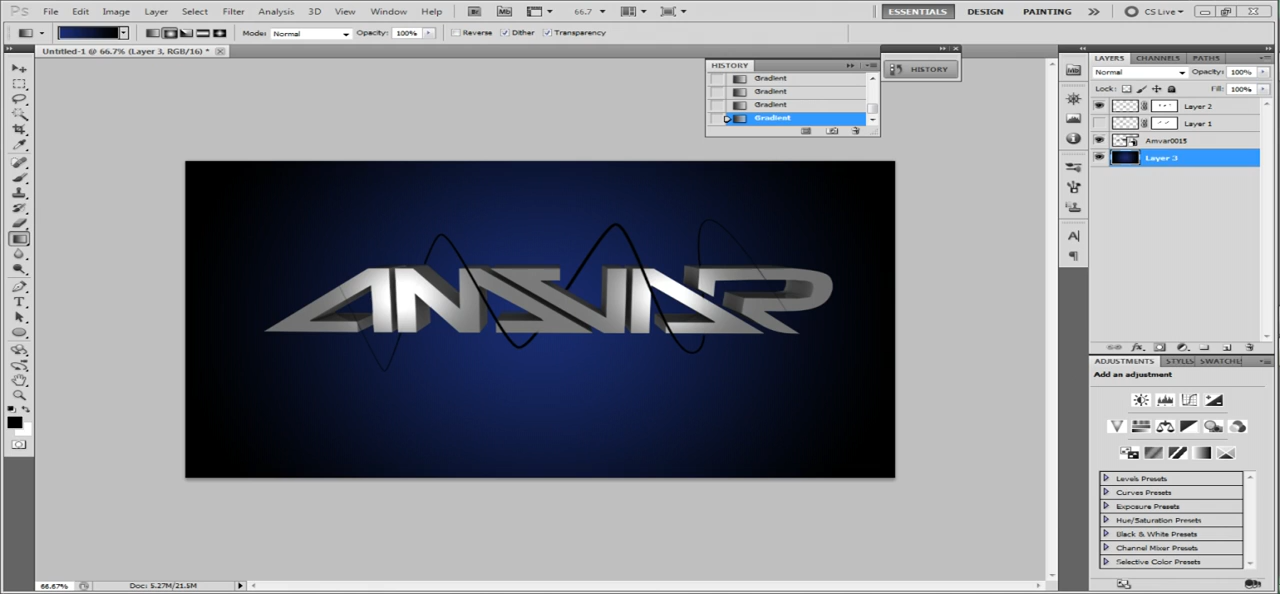 Ps File Edit Image Layer Select Filter Analysis 3D View Window Help Br Mb 66.7 ESSENTIALS DESIGN PAINTING CS Live
Mode: Normal Opacity: 100% Reverse Dither Transparency
Untitled-1 @ 66.7% (Layer 3, RGB/16) *
HISTORY
Gradient
Gradient
Gradient
Gradient
HISTORY
LAYERS CHANNELS PATHS
Normal Opacity: 100%
Lock: Fill: 100%
Layer 2
Layer 1
Amvar0015
Layer 3
ADJUSTMENTS STYLES SWATCHE
Add an adjustment
Levels Presets
Curves Presets
Exposure Presets
Hue/Saturation Presets
Black & White Presets
Channel Mixer Presets
Selective Color Presets
66.67% Doc: 5.27M/21.5M